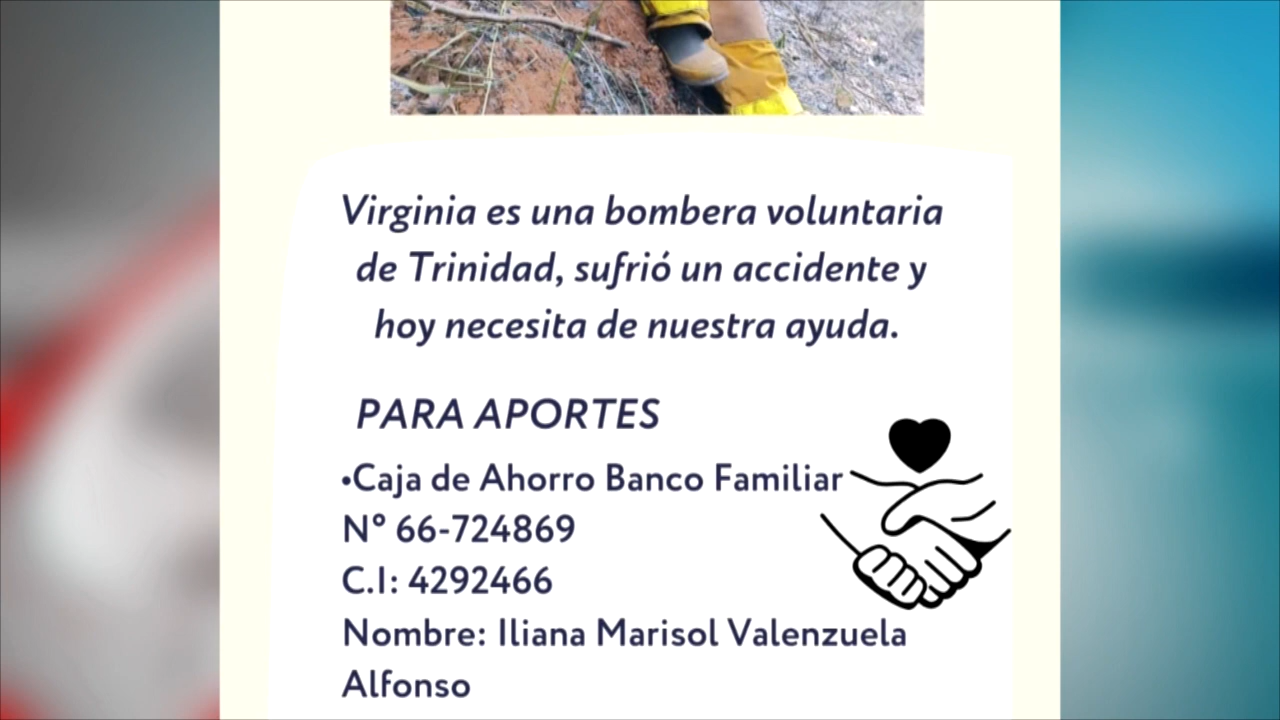 Virginia es una bombera voluntaria
de Trinidad, sufrió un accidente y
hoy necesita de nuestra ayuda.
PARA APORTES
•Caja de Ahorro Banco Familiar
N° 66-724869
C.I: 4292466
Nombre: Iliana Marisol Valenzuela
Alfonso